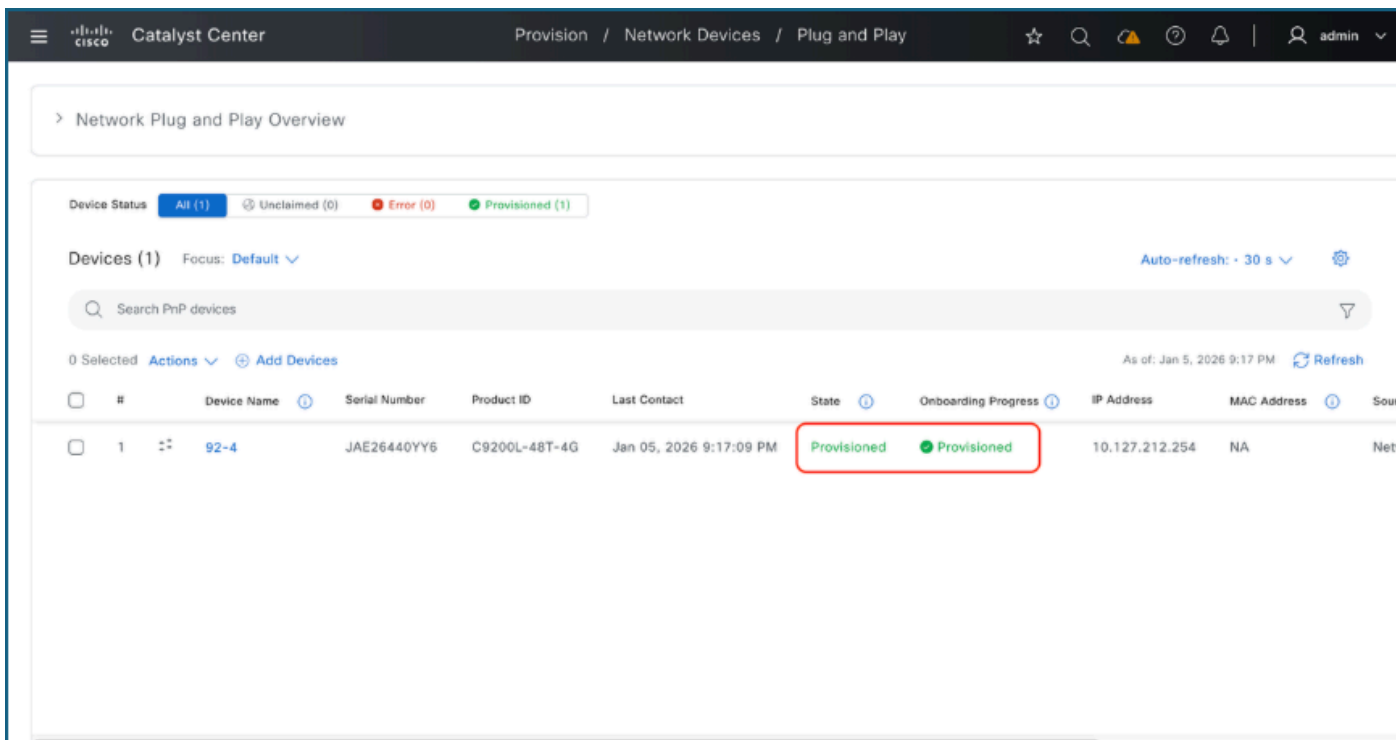 cisco Catalyst Center Provision / Network Devices / Plug and Play admin
Network Plug and Play Overview
Device Status All (1) Unclaimed (0) Error (0) Provisioned (1)
Devices (1) Focus: Default Auto-refresh: • 30 s
Search PnP devices
0 Selected Actions Add Devices As of: Jan 5, 2026 9:17 PM Refresh
# Device Name Serial Number Product ID Last Contact State Onboarding Progress IP Address MAC Address Sou
1 92-4 JAE26440YY6 C9200L-48T-4G Jan 05, 2026 9:17:09 PM Provisioned Provisioned 10.127.212.254 NA Net